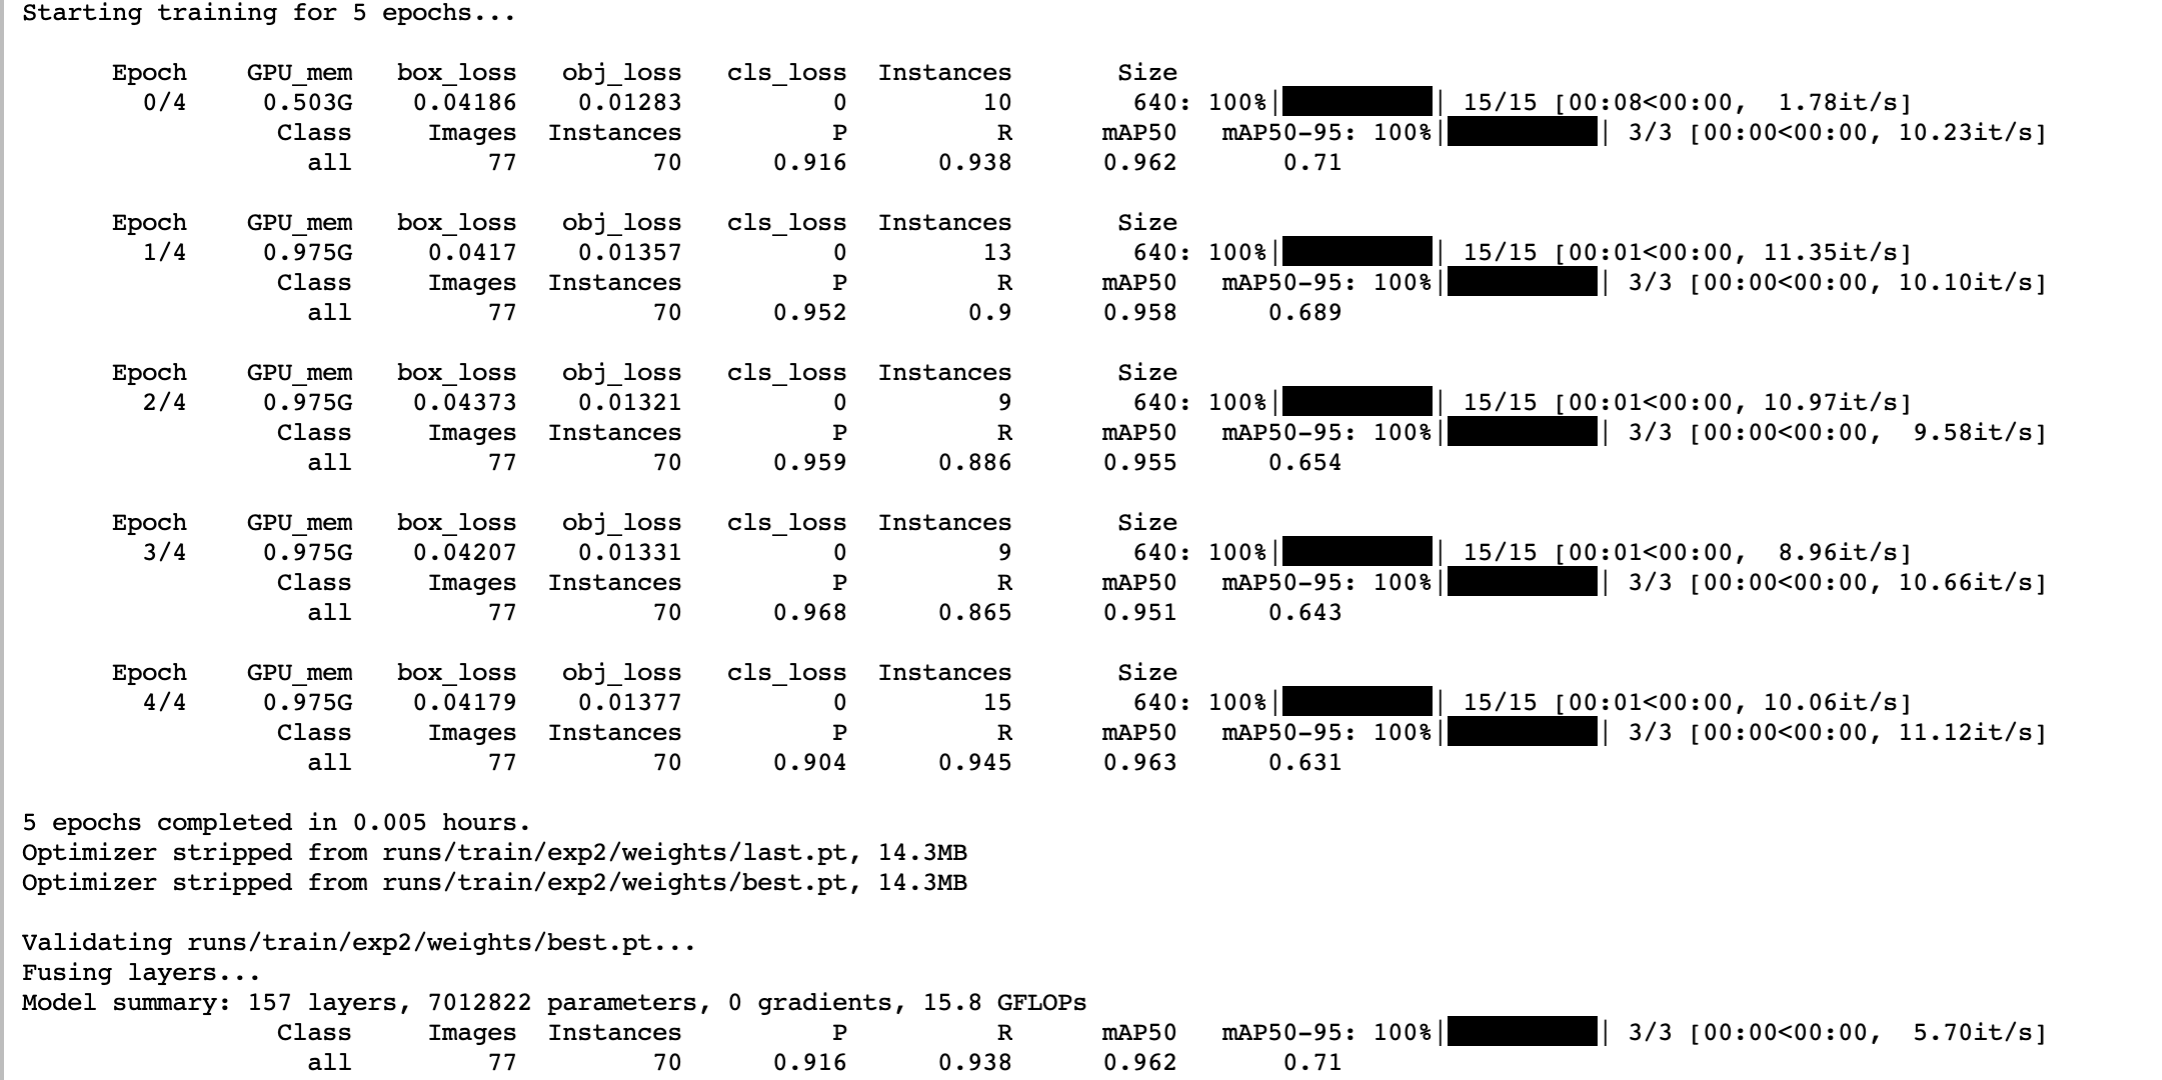 Starting training for 5 epochs...
Epoch GPU_mem box_loss obj_loss cls_loss Instances Size
0/4 0.503G 0.04186 0.01283 0 10 640: 100%|██████████| 15/15 [00:08<00:00, 1.78it/s]
Class Images Instances P R mAP50 mAP50-95: 100%|██████████| 3/3 [00:00<00:00, 10.23it/s]
all 77 70 0.916 0.938 0.962 0.71
Epoch GPU_mem box_loss obj_loss cls_loss Instances Size
1/4 0.975G 0.0417 0.01357 0 13 640: 100%|██████████| 15/15 [00:01<00:00, 11.35it/s]
Class Images Instances P R mAP50 mAP50-95: 100%|██████████| 3/3 [00:00<00:00, 10.10it/s]
all 77 70 0.952 0.9 0.958 0.689
Epoch GPU_mem box_loss obj_loss cls_loss Instances Size
2/4 0.975G 0.04373 0.01321 0 9 640: 100%|██████████| 15/15 [00:01<00:00, 10.97it/s]
Class Images Instances P R mAP50 mAP50-95: 100%|██████████| 3/3 [00:00<00:00, 9.58it/s]
all 77 70 0.959 0.886 0.955 0.654
Epoch GPU_mem box_loss obj_loss cls_loss Instances Size
3/4 0.975G 0.04207 0.01331 0 9 640: 100%|██████████| 15/15 [00:01<00:00, 8.96it/s]
Class Images Instances P R mAP50 mAP50-95: 100%|██████████| 3/3 [00:00<00:00, 10.66it/s]
all 77 70 0.968 0.865 0.951 0.643
Epoch GPU_mem box_loss obj_loss cls_loss Instances Size
4/4 0.975G 0.04179 0.01377 0 15 640: 100%|██████████| 15/15 [00:01<00:00, 10.06it/s]
Class Images Instances P R mAP50 mAP50-95: 100%|██████████| 3/3 [00:00<00:00, 11.12it/s]
all 77 70 0.904 0.945 0.963 0.631
5 epochs completed in 0.005 hours.
Optimizer stripped from runs/train/exp2/weights/last.pt, 14.3MB
Optimizer stripped from runs/train/exp2/weights/best.pt, 14.3MB
Validating runs/train/exp2/weights/best.pt...
Fusing layers...
Model summary: 157 layers, 7012822 parameters, 0 gradients, 15.8 GFLOPs
Class Images Instances P R mAP50 mAP50-95: 100%|██████████| 3/3 [00:00<00:00, 5.70it/s]
all 77 70 0.916 0.938 0.962 0.71